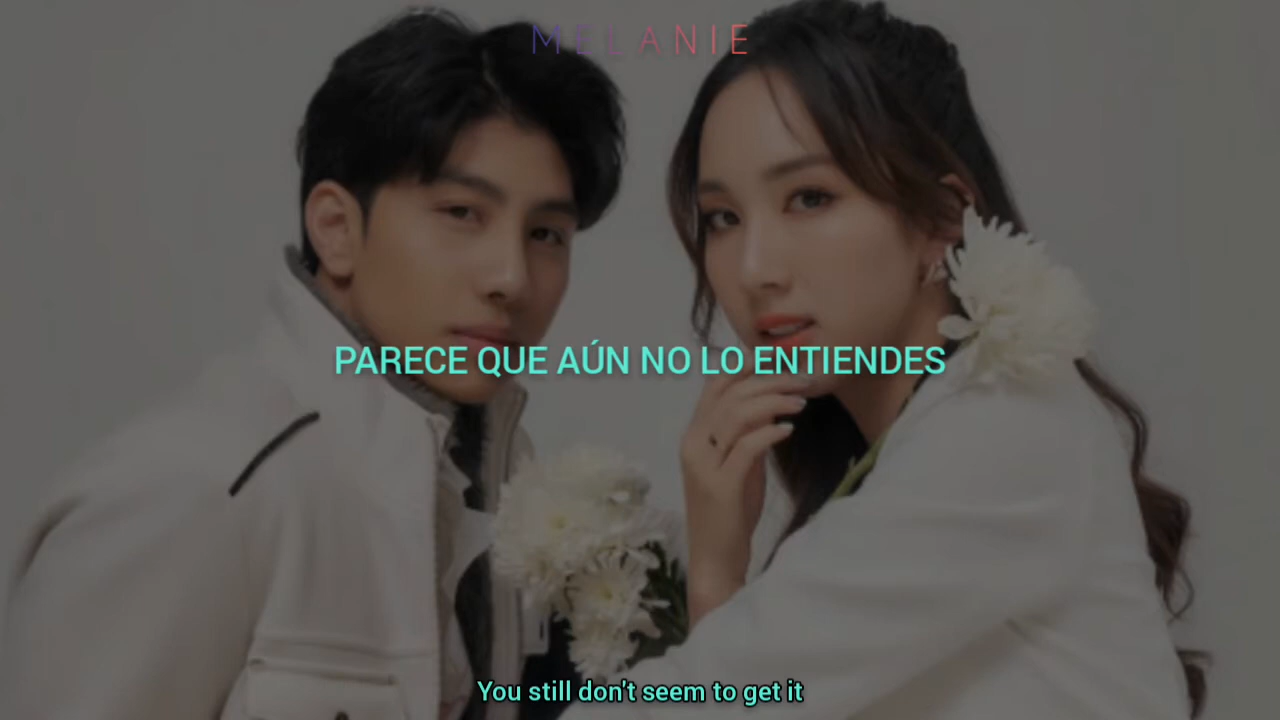 MELANIE
PARECE QUE AÚN NO LO ENTIENDES
You still don't seem to get it